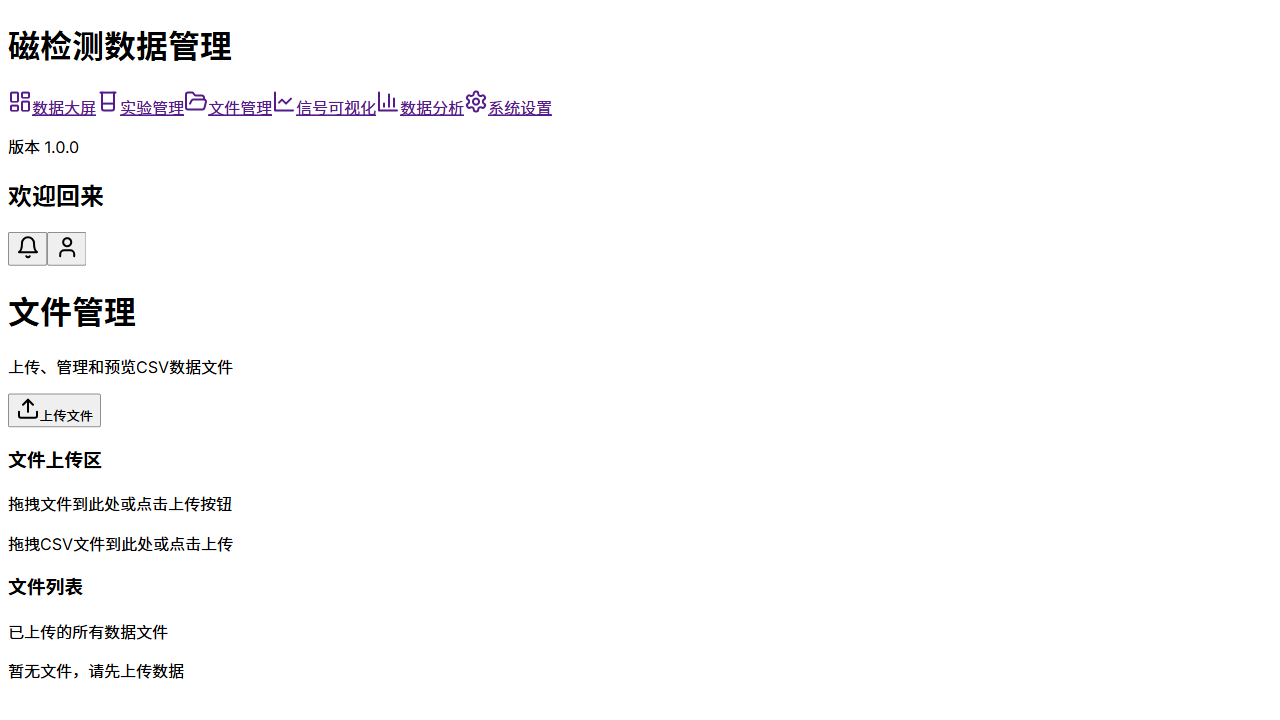 磁检测数据管理
数据大屏 实验管理 文件管理 信号可视化 数据分析 系统设置
版本 1.0.0
欢迎回来
文件管理
上传、管理和预览CSV数据文件
上传文件
文件上传区
拖拽文件到此处或点击上传按钮
拖拽CSV文件到此处或点击上传
文件列表
已上传的所有数据文件
暂无文件，请先上传数据